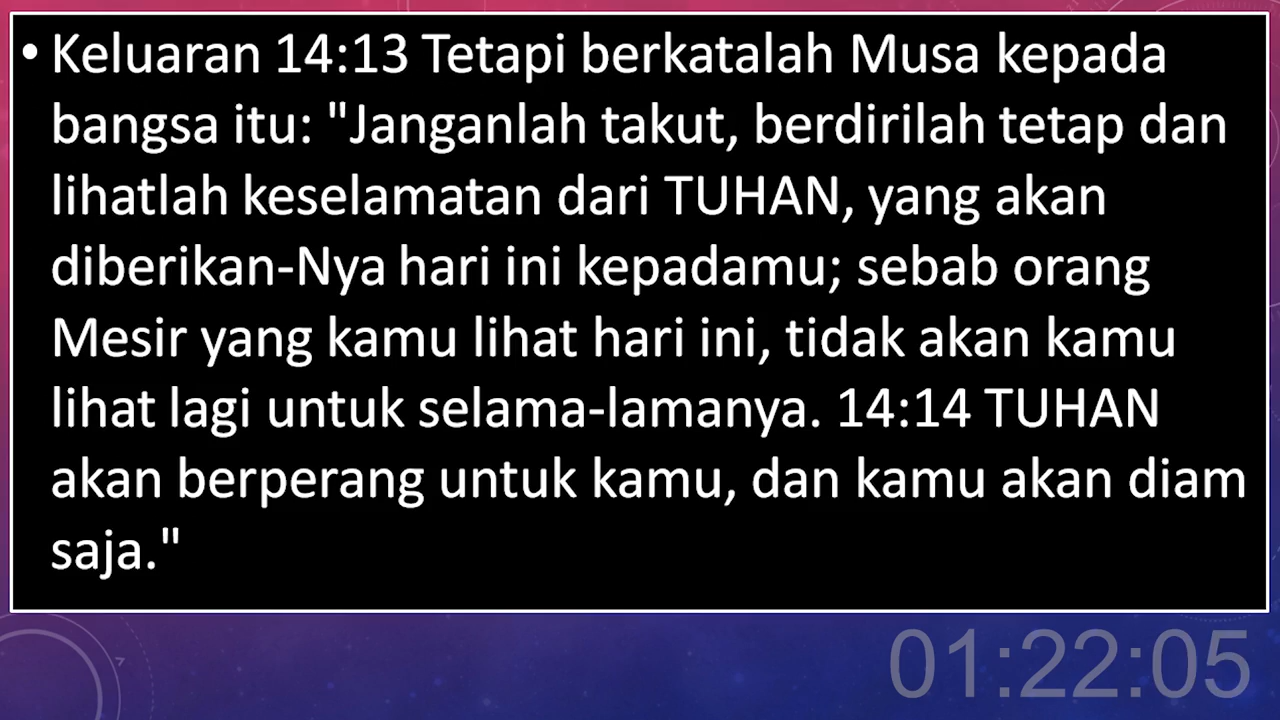 • Keluaran 14:13 Tetapi berkatalah Musa kepada
bangsa itu: "Janganlah takut, berdirilah tetap dan
lihatlah keselamatan dari TUHAN, yang akan
diberikan-Nya hari ini kepadamu; sebab orang
Mesir yang kamu lihat hari ini, tidak akan kamu
lihat lagi untuk selama-lamanya. 14:14 TUHAN
akan berperang untuk kamu, dan kamu akan diam
saja."
01:22:05